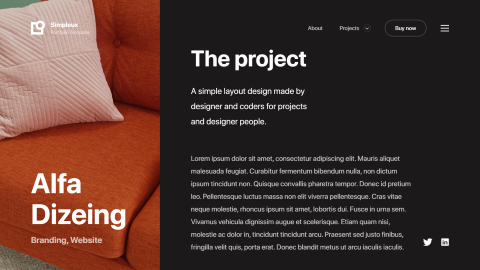 Simpleux
Portfolio Template
About
Projects
Buy now
The project
A simple layout design made by
designer and coders for projects
and designer people.
Lorem ipsum dolor sit amet, consectetur adipiscing elit. Mauris aliquet
malesuada feugiat. Curabitur fermentum bibendum nulla, non dictum
ipsum tincidunt non. Quisque convallis pharetra tempor. Donec id pretium
leo. Pellentesque luctus massa non elit viverra pellentesque. Cras vitae
neque molestie, rhoncus ipsum sit amet, lobortis dui. Fusce in urna sem.
Vivamus vehicula dignissim augue et scelerisque. Etiam quam nisi,
molestie ac dolor in, tincidunt tincidunt arcu. Praesent sed justo finibus,
fringilla velit quis, porta erat. Donec blandit metus ut arcu iaculis iaculis.
Alfa
Dizeing
Branding, Website